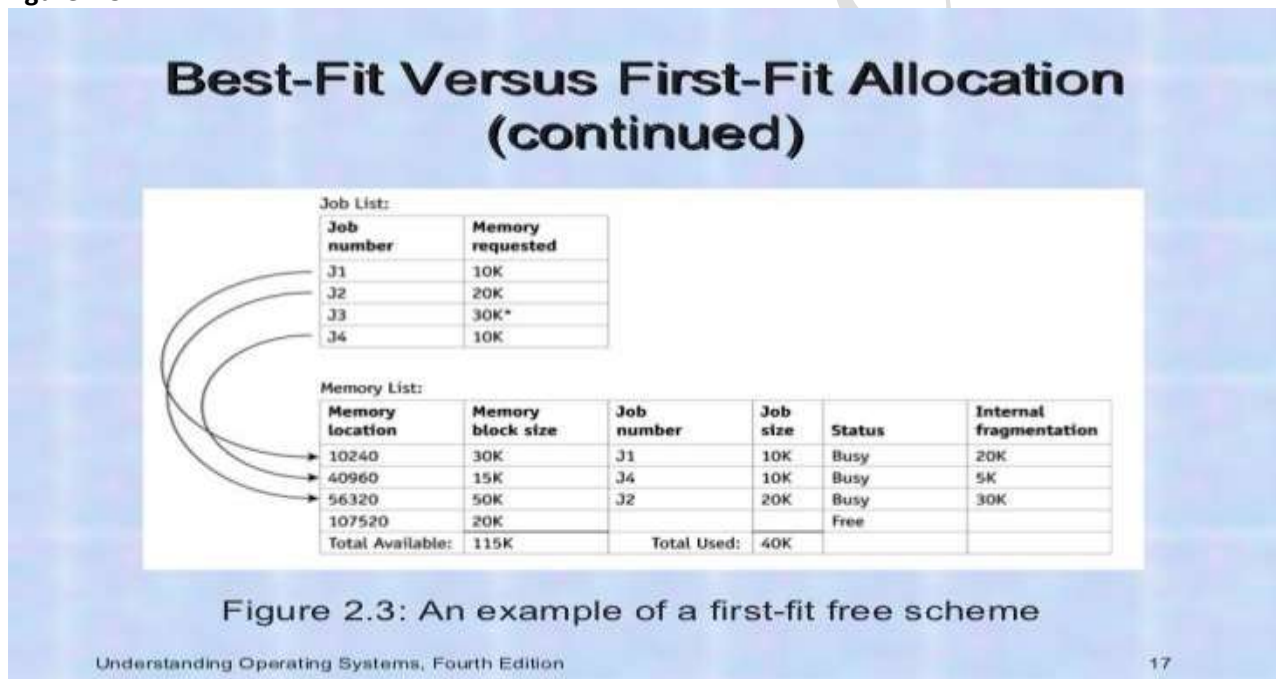 Best-Fit Versus First-Fit Allocation
(continued)
Job List:
Job number Memory requested
J1 10K
J2 20K
J3 30K*
J4 10K
Memory List:
Memory location Memory block size Job number Job size Status Internal fragmentation
10240 30K J1 10K Busy 20K
40960 15K J4 10K Busy 5K
56320 50K J2 20K Busy 30K
107520 20K Free
Total Available: 115K Total Used: 40K
Figure 2.3: An example of a first-fit free scheme
Understanding Operating Systems, Fourth Edition 17